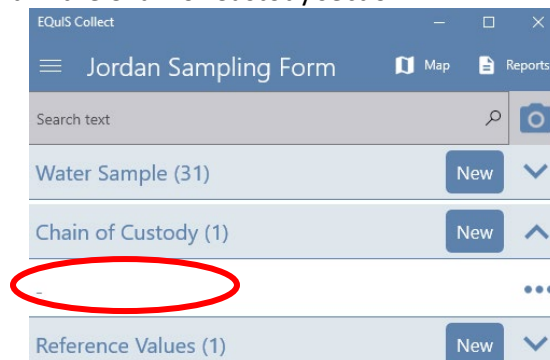 EQuIS Collect
Jordan Sampling Form Map Reports
Search text
Water Sample (31) New
Chain of Custody (1) New
-
Reference Values (1) New